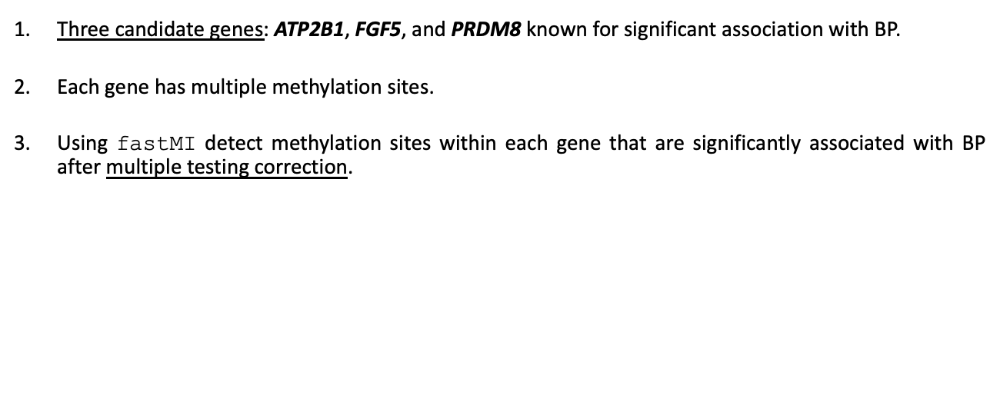 1. Three candidate genes: ATP2B1, FGF5, and PRDM8 known for significant association with BP.
2. Each gene has multiple methylation sites.
3. Using fastMI detect methylation sites within each gene that are significantly associated with BP
after multiple testing correction.